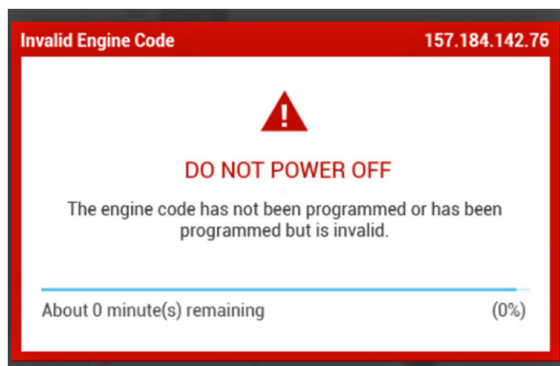 Invalid Engine Code 157.184.142.76
DO NOT POWER OFF
The engine code has not been programmed or has been
programmed but is invalid.
About 0 minute(s) remaining (0%)